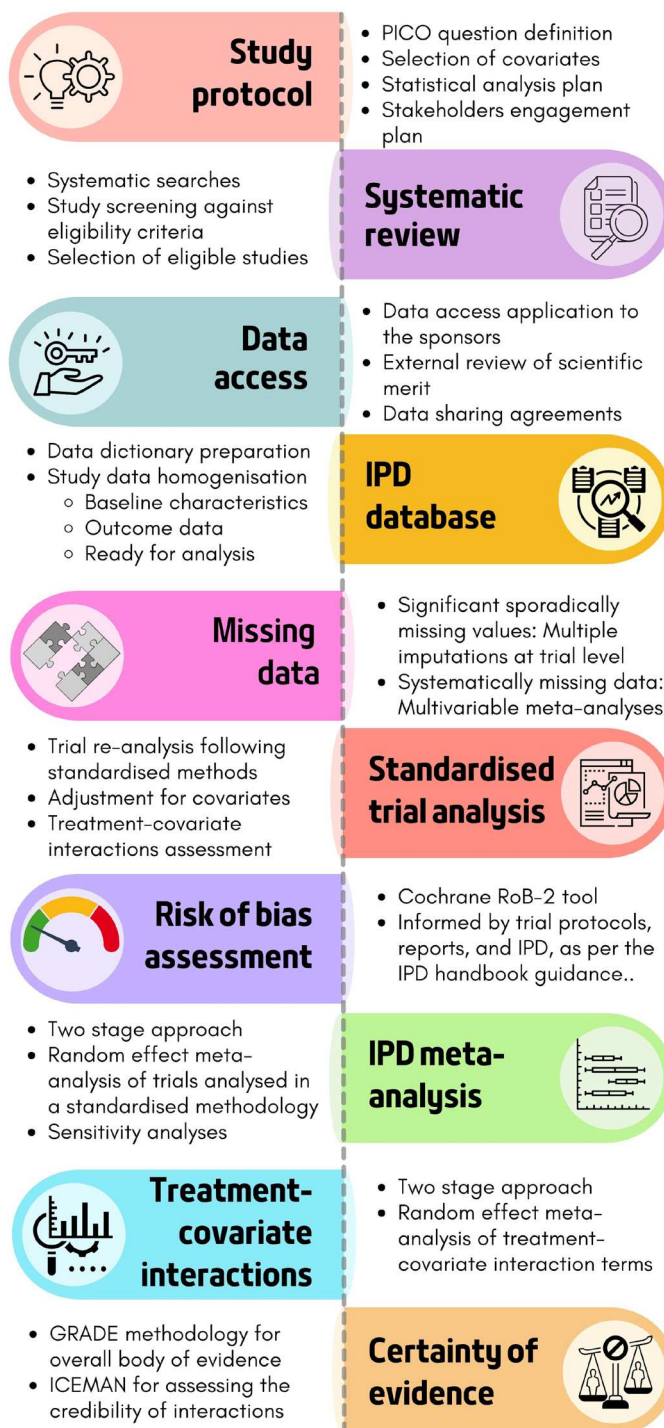 Study
protocol
• PICO question definition
• Selection of covariates
• Statistical analysis plan
• Stakeholders engagement
plan
Systematic
review
• Systematic searches
• Study screening against
eligibility criteria
• Selection of eligible studies
Data
access
• Data access application to
the sponsors
• External review of scientific
merit
• Data sharing agreements
IPD
database
• Data dictionary preparation
• Study data homogenisation
○ Baseline characteristics
○ Outcome data
○ Ready for analysis
Missing
data
• Significant sporadically
missing values: Multiple
imputations at trial level
• Systematically missing data:
Multivariable meta-analyses
Standardised
trial analysis
• Trial re-analysis following
standardised methods
• Adjustment for covariates
• Treatment-covariate
interactions assessment
Risk of bias
assessment
• Cochrane RoB-2 tool
• Informed by trial protocols,
reports, and IPD, as per the
IPD handbook guidance..
IPD meta-
analysis
• Two stage approach
• Random effect meta-
analysis of trials analysed in
a standardised methodology
• Sensitivity analyses
Treatment-
covariate
interactions
• Two stage approach
• Random effect meta-
analysis of treatment-
covariate interaction terms
Certainty of
evidence
• GRADE methodology for
overall body of evidence
• ICEMAN for assessing the
credibility of interactions